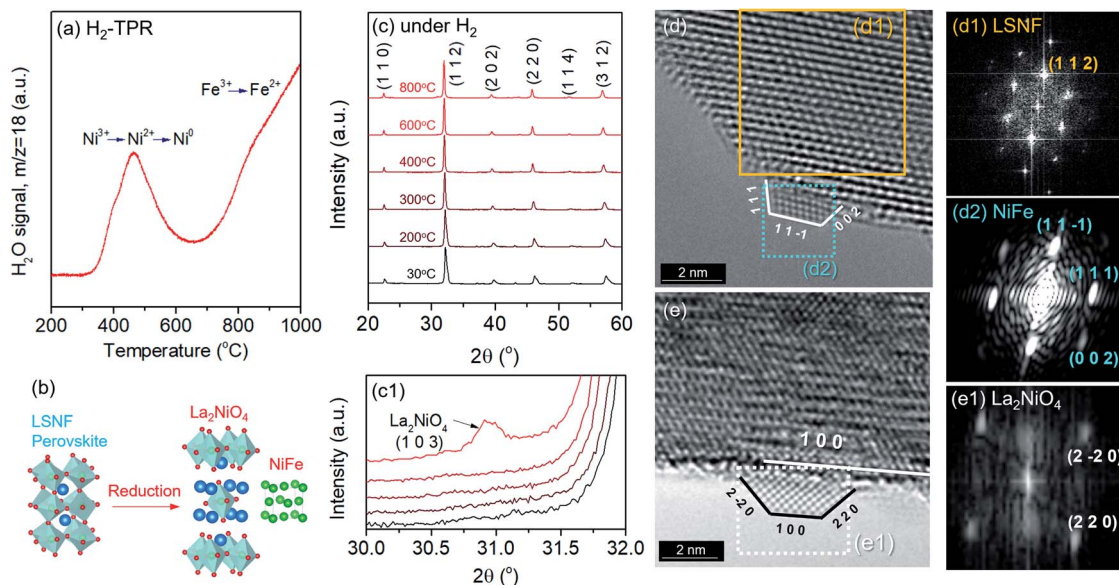 (a) H₂-TPR
Fe³⁺→Fe²⁺
Ni³⁺→Ni²⁺→Ni⁰
H₂O signal, m/z=18 (a.u.)
200 400 600 800 1000
Temperature (°C)
(b)
LSNF
Perovskite
Reduction
La₂NiO₄
NiFe
(c) under H₂
(1 1 0)
(1 1 2)
(2 0 2)
(2 2 0)
(1 1 4)
(3 1 2)
800°C
600°C
400°C
300°C
200°C
30°C
Intensity (a.u.)
20 30 40 50 60
2θ (°)
(c1)
La₂NiO₄
(1 0 3)
Intensity (a.u.)
30.0 30.5 31.0 31.5 32.0
2θ (°)
(d)
(d1)
1 1 1
1 1 -1
0 0 2
(d2)
2 nm
(e)
1 0 0
2 -2 0
1 0 0
2 2 0
(e1)
2 nm
(d1) LSNF
(1 1 2)
(d2) NiFe
(1 1 -1)
(1 1 1)
(0 0 2)
(e1) La₂NiO₄
(2 -2 0)
(2 2 0)